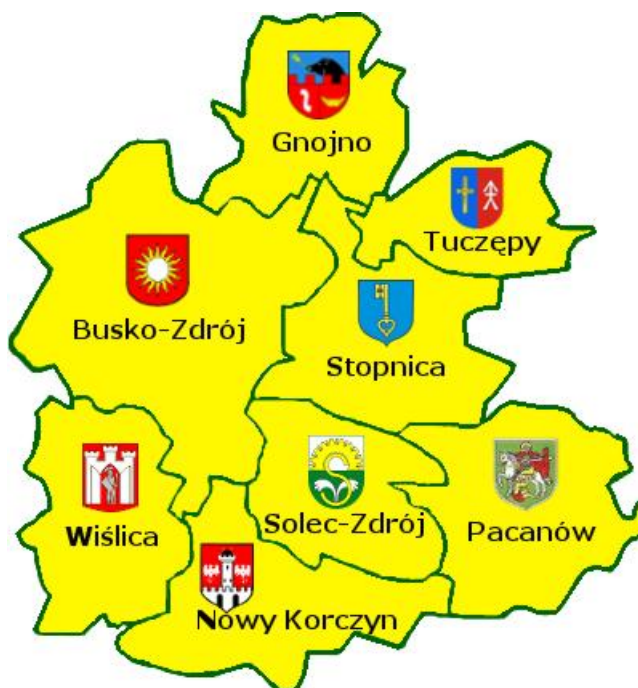 Gnojno
Tuczępy
Busko-Zdrój
Stopnica
Wiślica
Solec-Zdrój
Pacanów
Nowy Korczyn